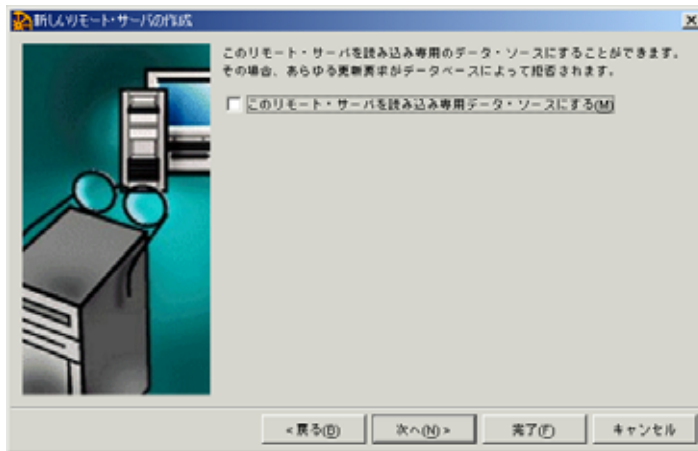 新しいリモート・サーバの作成
このリモート・サーバを読み込み専用のデータ・ソースにすることができます。
その場合、あらゆる更新要求がデータベースによって拒否されます。
このリモート・サーバを読み込み専用データ・ソースにする(M)
<戻る(B)
次へ(N)>
完了(F)
キャンセル